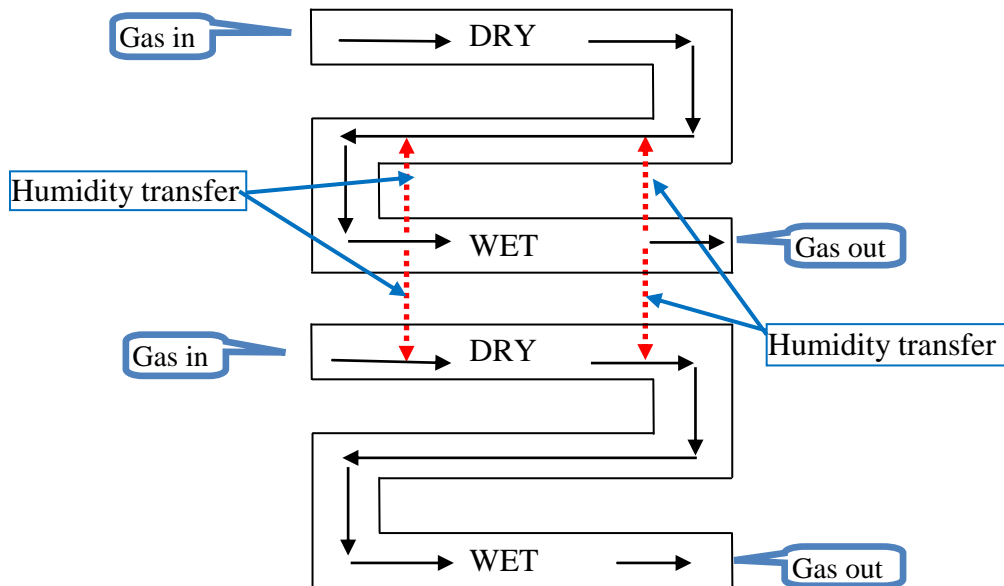 Gas in
DRY
Humidity transfer
WET
Gas out
Gas in
DRY
Humidity transfer
WET
Gas out